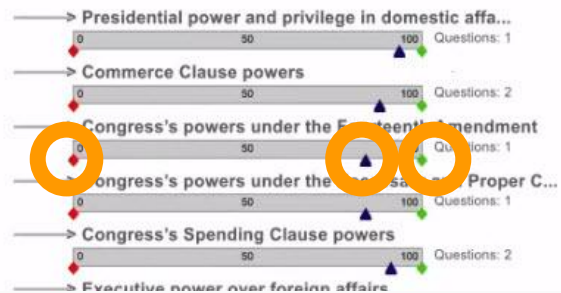 Presidential power and privilege in domestic affa...
0 50 100 Questions: 1
Commerce Clause powers
0 50 100 Questions: 2
Congress's powers under the Fourteenth Amendment
0 50 Questions: 1
Congress's powers under the Proper C...
0 50 100 Questions: 1
Congress's Spending Clause powers
0 50 100 Questions: 2
Executive power over foreign affairs